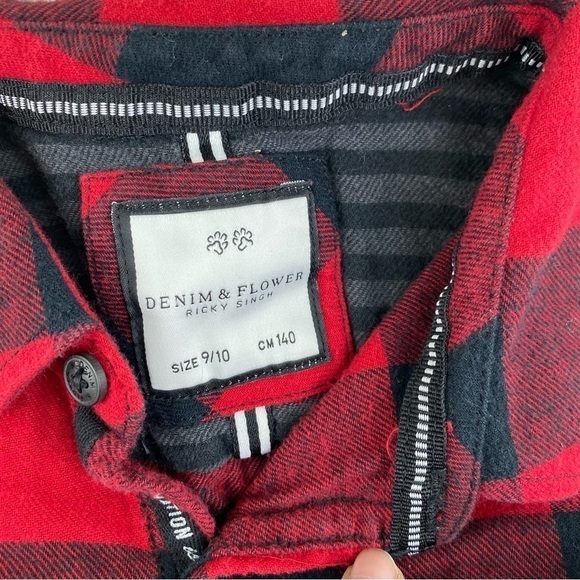 DENIM & FLOWER
RICKY SINGH
SIZE 9/10 CM 140